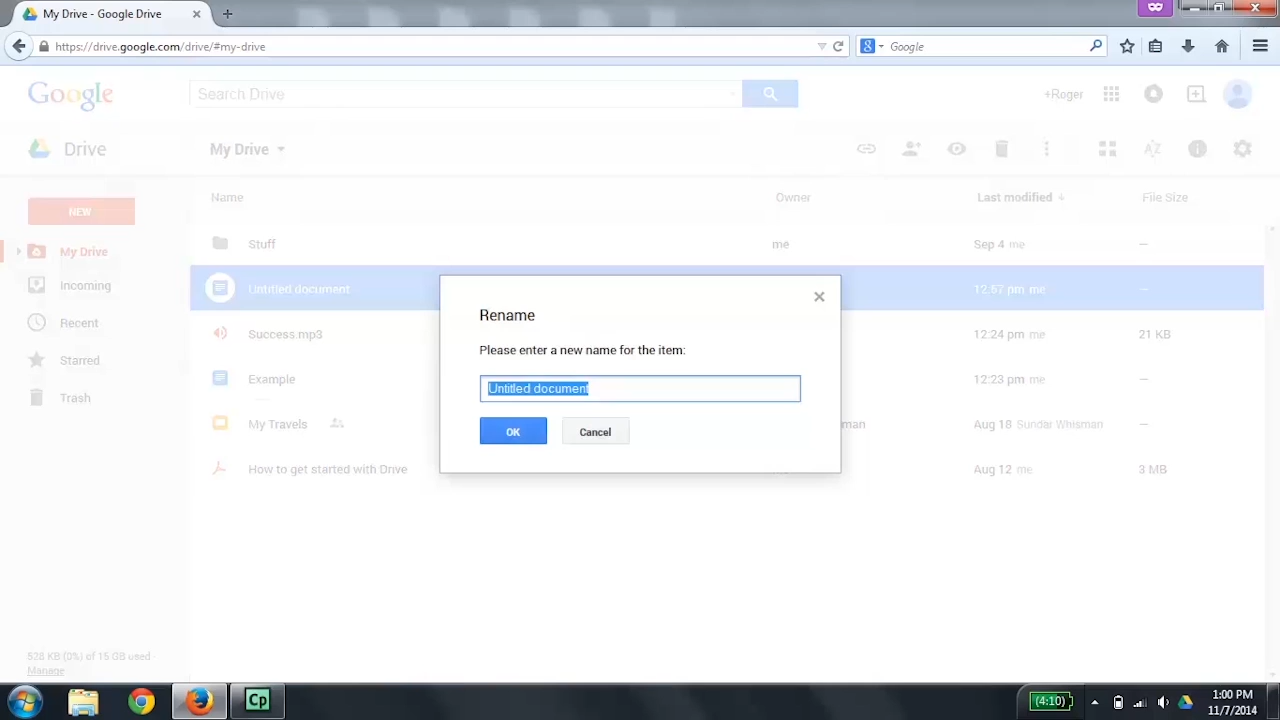 My Drive - Google Drive
https://drive.google.com/drive/#my-drive
Google
Google
Search Drive
+Roger
Drive
My Drive
NEW
Name
Owner
Last modified
File Size
My Drive
Stuff
me
Sep 4 me
—
Incoming
Untitled document
12:57 pm me
—
Recent
Success.mp3
12:24 pm me
21 KB
Starred
Example
12:23 pm me
—
Trash
My Travels
man
Aug 18 Sundar Whisman
—
How to get started with Drive
Aug 12 me
3 MB
Rename
Please enter a new name for the item:
Untitled document
OK
Cancel
528 KB (0%) of 15 GB used
Manage
Cp
(4:10)
1:00 PM
11/7/2014